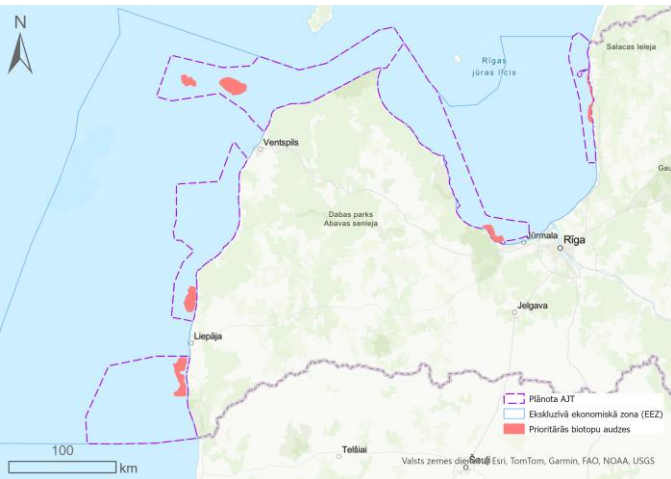 N
Rīgas
jūras līcis
Salacas ieleja
Ventspils
Gau
Dabas parks
Abavas senleja
Jūrmala
Rīga
Jelgava
Liepāja
Plānota AJT
Ekskluzīvā ekonomiskā zona (EEZ)
Prioritārās biotopu audzes
100
km
Telšiai
Valsts zemes Esri, TomTom, Garmin, FAO, NOAA, USGS